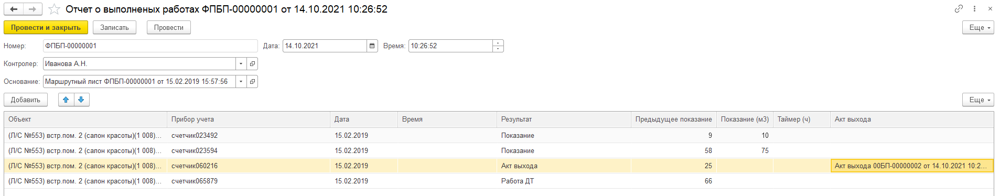 Отчет о выполненых работах ФПБП-00000001 от 14.10.2021 10:26:52
Провести и закрыть Записать Провести Еще
Номер: ФПБП-00000001 Дата: 14.10.2021 Время: 10:26:52
Контролер: Иванова А.Н.
Основание: Маршрутный лист ФПБП-00000001 от 15.02.2019 15:57:56
Добавить Еще
Объект Прибор учета Дата Время Результат Предыдущее показание Показание (м3) Таймер (ч) Акт выхода
(Л/С №553) встр.пом. 2 (салон красоты)(1 008)... счетчик023492 15.02.2019 Показание 9 10
(Л/С №553) встр.пом. 2 (салон красоты)(1 008)... счетчик023594 15.02.2019 Показание 58 75
(Л/С №553) встр.пом. 2 (салон красоты)(1 008)... счетчик060216 15.02.2019 Акт выхода 25 Акт выхода 00БП-00000002 от 14.10.2021 10:2...
(Л/С №553) встр.пом. 2 (салон красоты)(1 008)... счетчик065879 15.02.2019 Работа ДТ 66